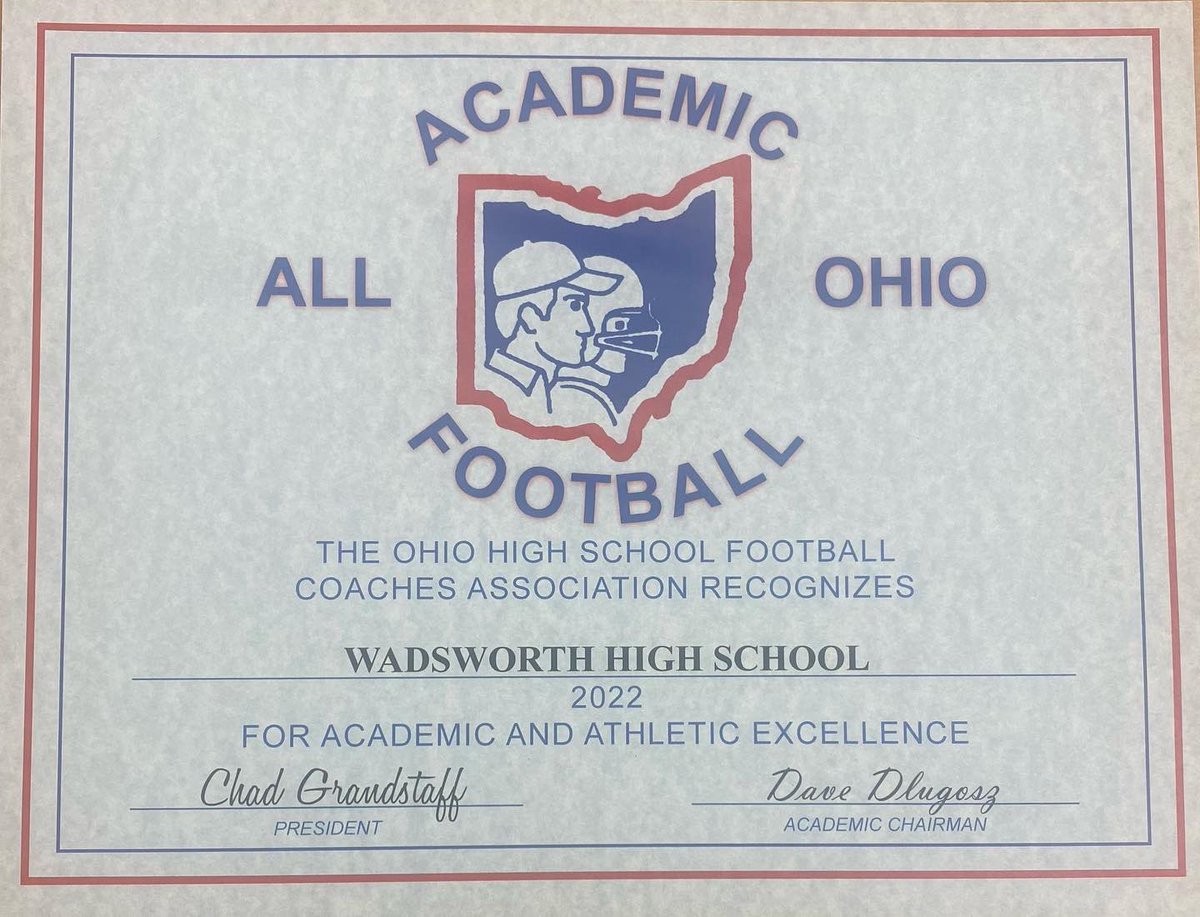 ACADEMIC
ALL OHIO
FOOTBALL
THE OHIO HIGH SCHOOL FOOTBALL
COACHES ASSOCIATION RECOGNIZES
WADSWORTH HIGH SCHOOL
2022
FOR ACADEMIC AND ATHLETIC EXCELLENCE
Chad Grandstaff Dave Dlugosz
PRESIDENT ACADEMIC CHAIRMAN